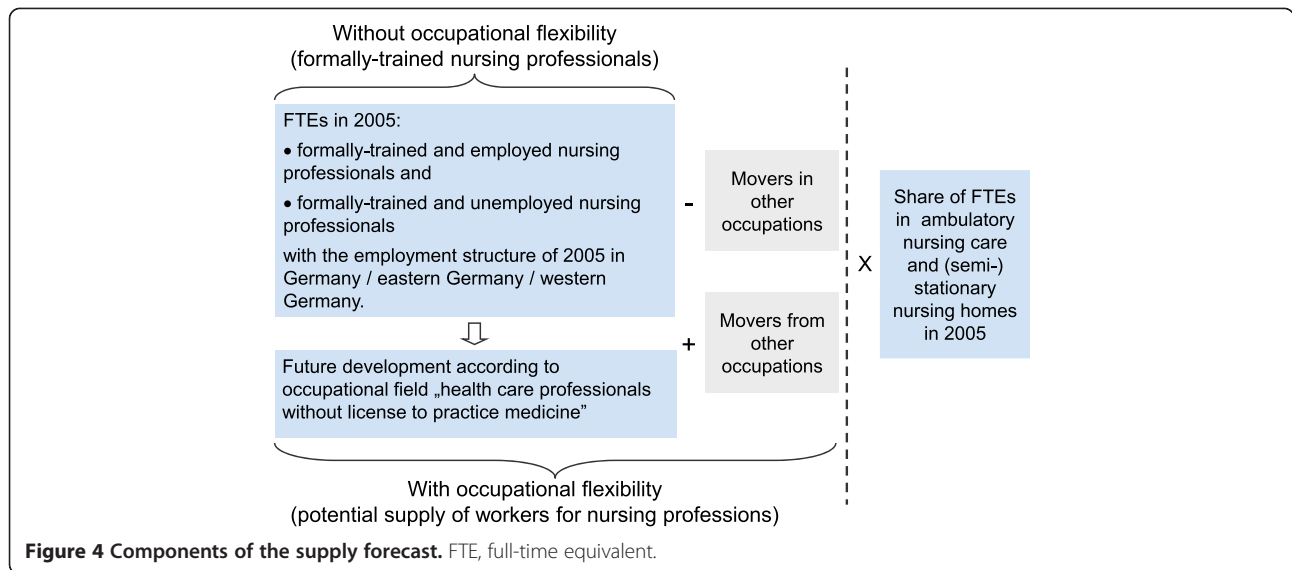 Without occupational flexibility
(formally-trained nursing professionals)
FTEs in 2005:
• formally-trained and employed nursing
professionals and
• formally-trained and unemployed nursing
professionals
with the employment structure of 2005 in
Germany / eastern Germany / western
Germany.
-
Movers in
other
occupations
Future development according to
occupational field „health care professionals
without license to practice medicine”
+
Movers from
other
occupations
X
Share of FTEs
in ambulatory
nursing care
and (semi-)
stationary
nursing homes
in 2005
With occupational flexibility
(potential supply of workers for nursing professions)
Figure 4 Components of the supply forecast. FTE, full-time equivalent.